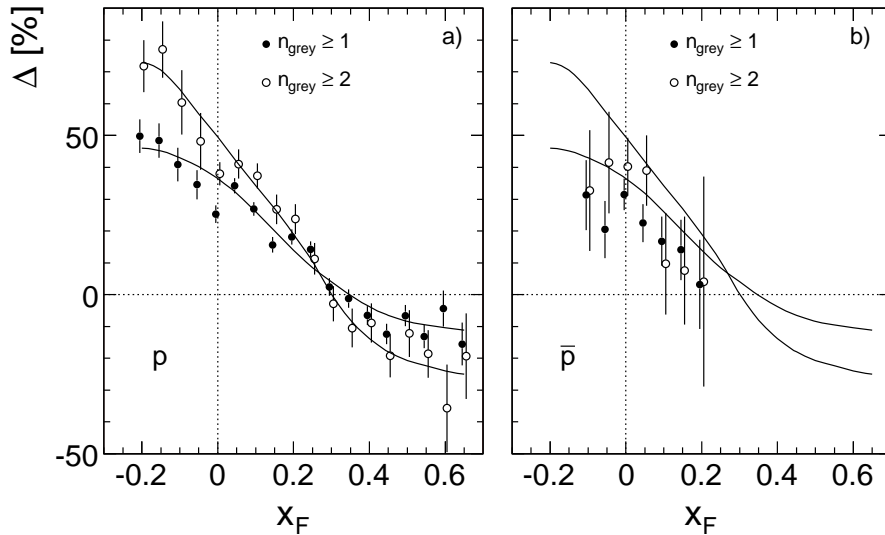 Δ [%]
a)
n_grey ≥ 1
n_grey ≥ 2
50
0
-50
p
-0.2 0 0.2 0.4 0.6
x_F
b)
n_grey ≥ 1
n_grey ≥ 2
p̅
-0.2 0 0.2 0.4 0.6
x_F